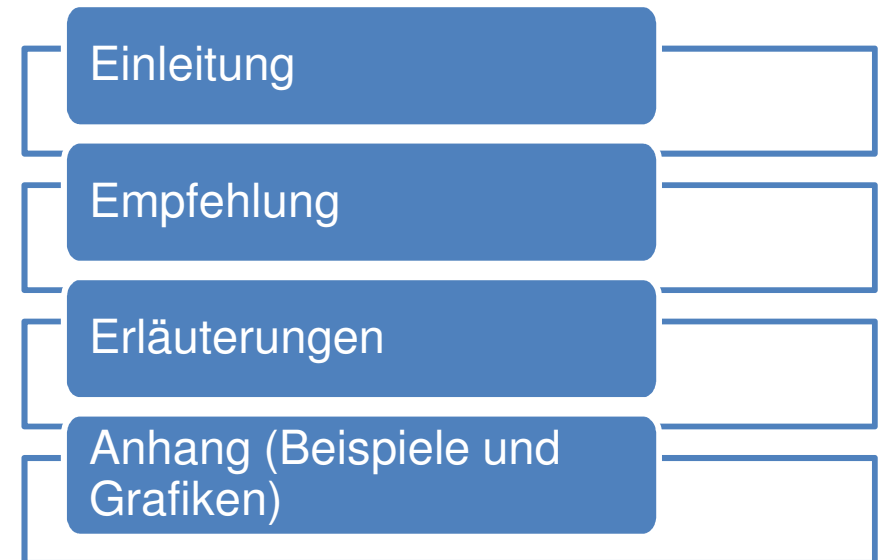 Einleitung
Empfehlung
Erläuterungen
Anhang (Beispiele und
Grafiken)